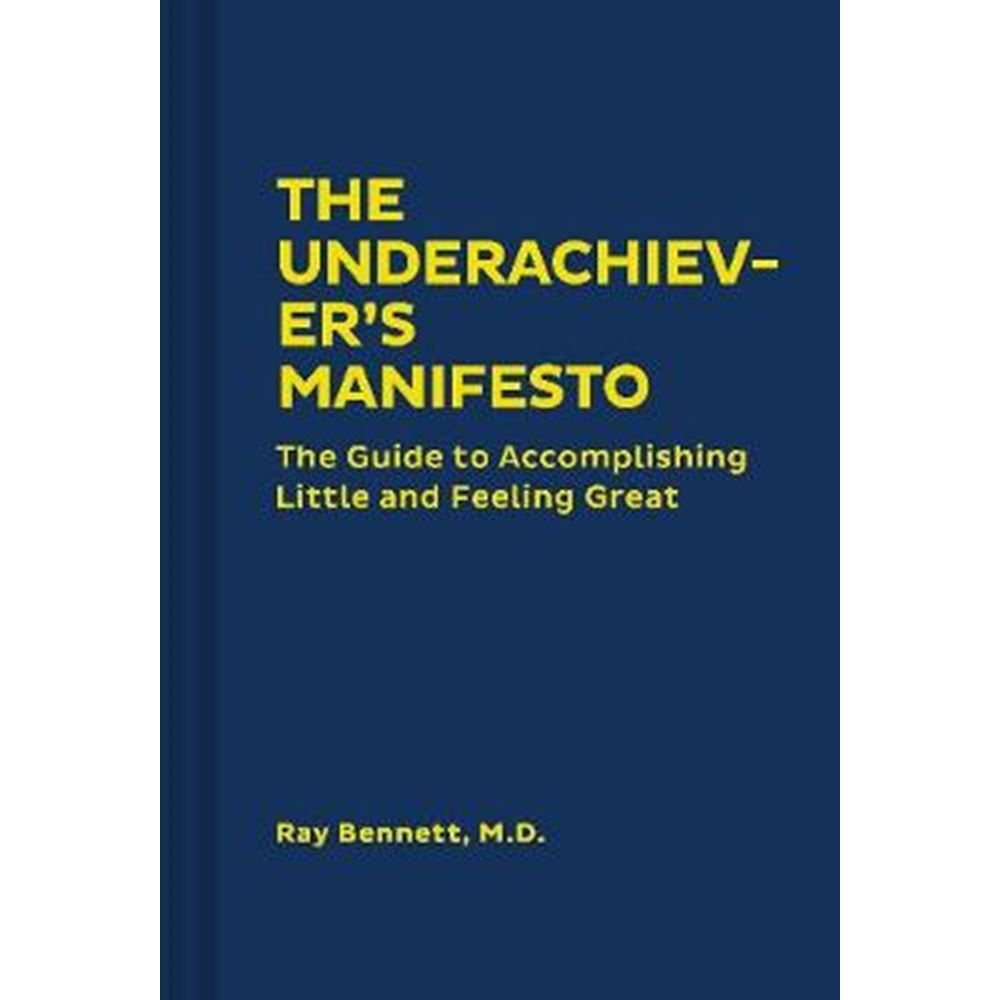 THE
UNDERACHIEV-
ER'S
MANIFESTO
The Guide to Accomplishing
Little and Feeling Great
Ray Bennett, M.D.